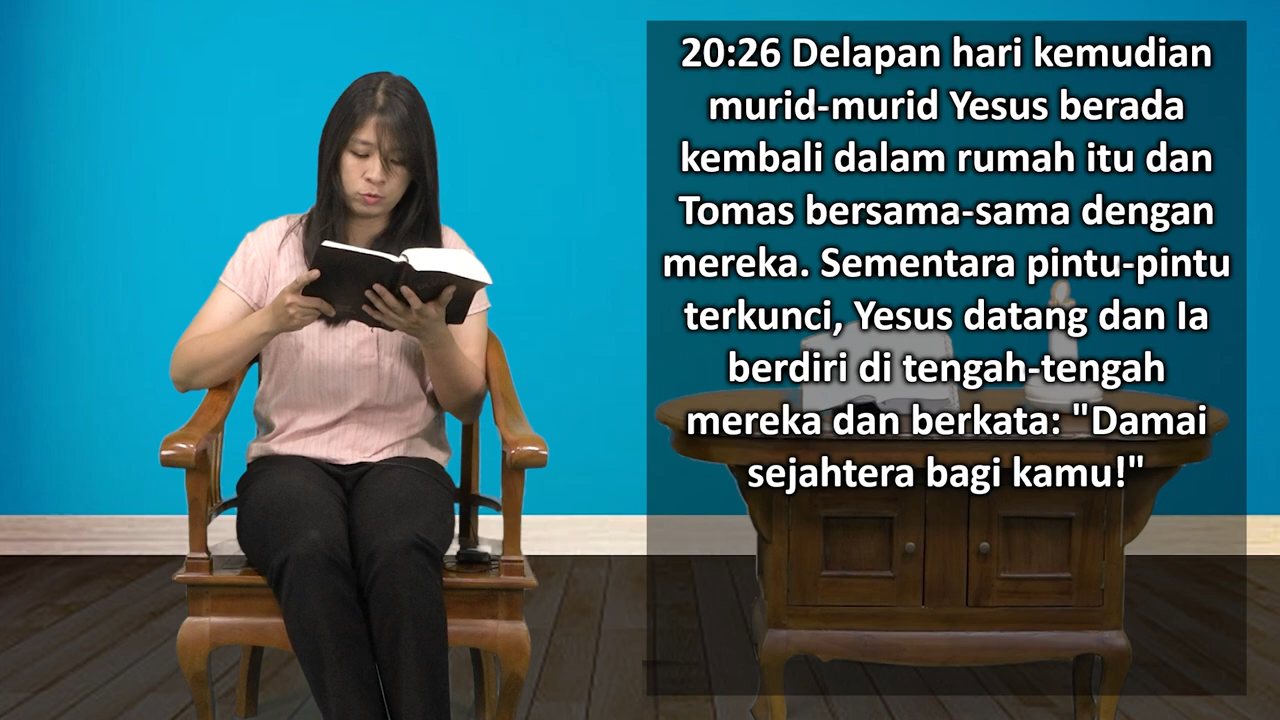 20:26 Delapan hari kemudian
murid-murid Yesus berada
kembali dalam rumah itu dan
Tomas bersama-sama dengan
mereka. Sementara pintu-pintu
terkunci, Yesus datang dan Ia
berdiri di tengah-tengah
mereka dan berkata: "Damai
sejahtera bagi kamu!"